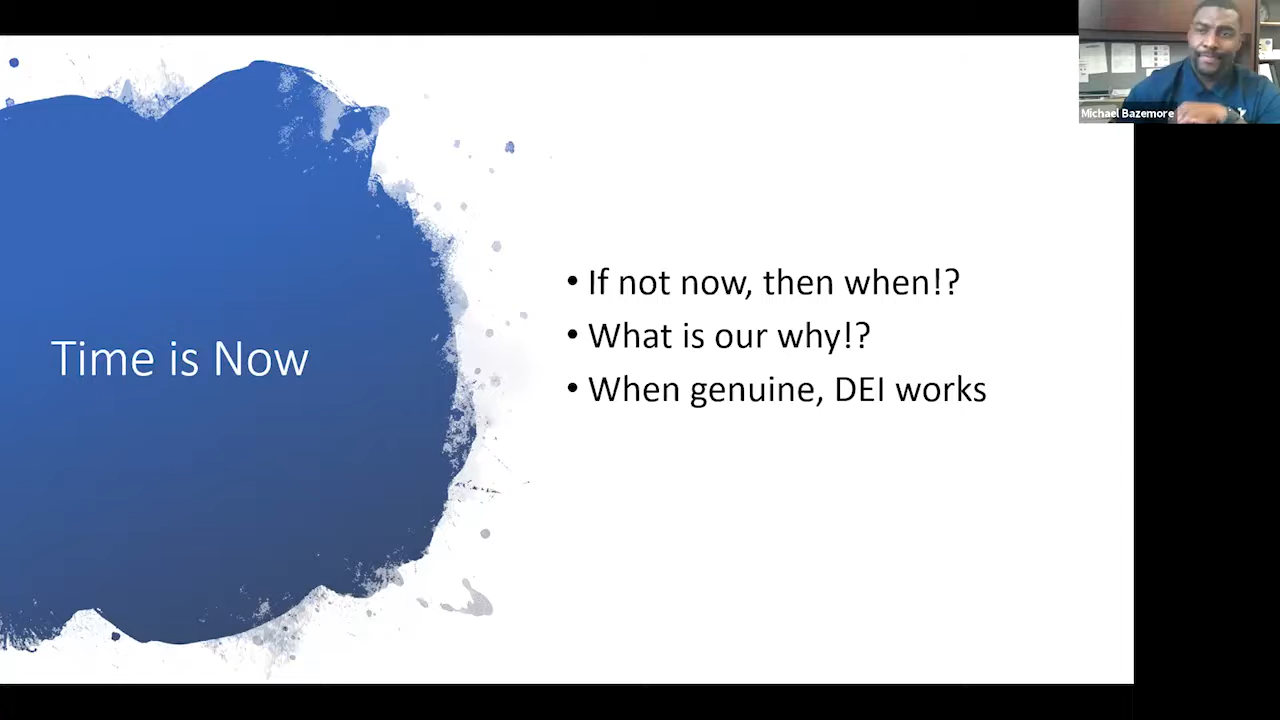 Michael Bazemore
Time is Now
• If not now, then when!?
• What is our why!?
• When genuine, DEI works